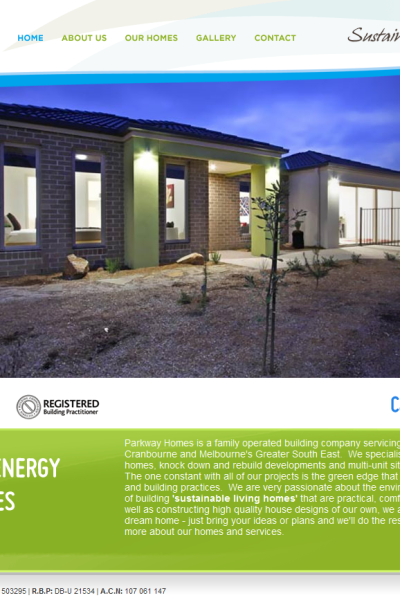 HOME ABOUT US OUR HOMES GALLERY CONTACT
Sustain
REGISTERED
Building Practitioner
C
ENERGY
ES
Parkway Homes is a family operated building company servicing
Cranbourne and Melbourne's Greater South East. We specialis
homes, knock down and rebuild developments and multi-unit sit
The one constant with all of our projects is the green edge that
and building practices. We are very passionate about the envir
of building 'sustainable living homes' that are practical, comf
well as constructing high quality house designs of our own, we a
dream home - just bring your ideas or plans and we'll do the res
more about our homes and services.
503295 | R.B.P: DB-U 21534 | A.C.N: 107 061 147